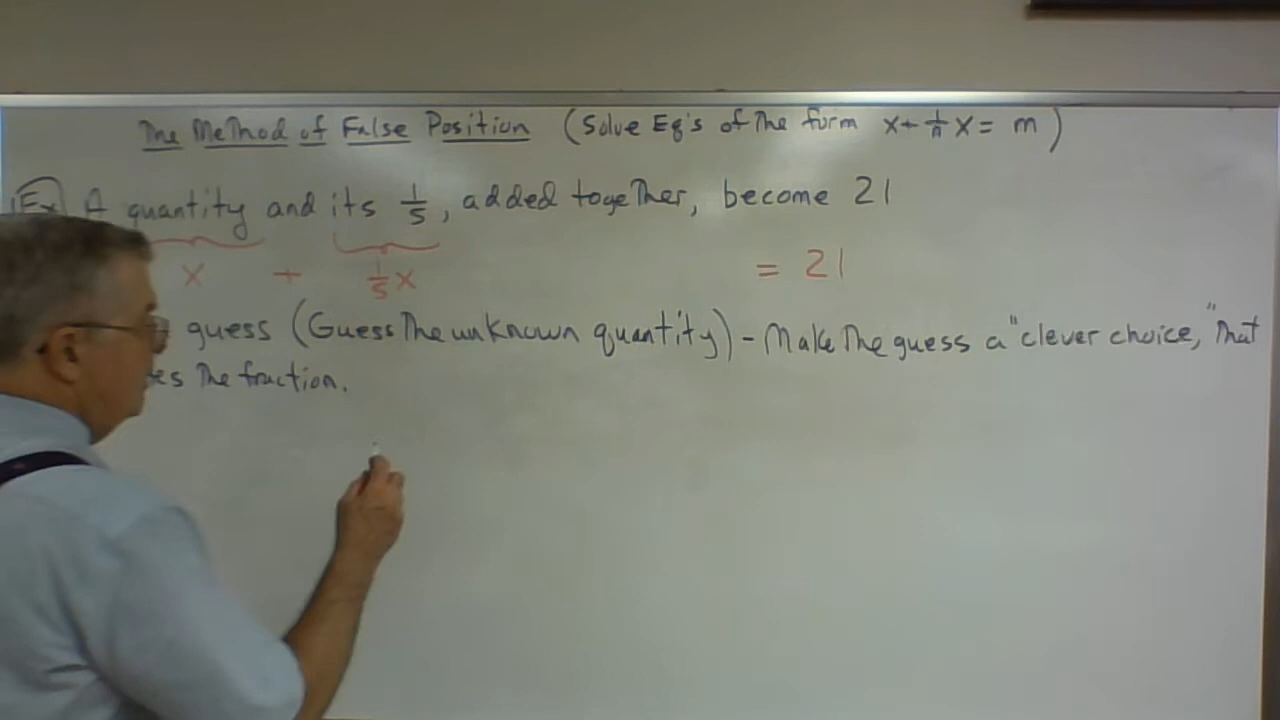 The Method of False Position (Solve Eq's of The form x + 1/n x = m)
Ex) A quantity and its 1/5, added together, become 21
x + 1/5 x = 21
guess (Guess The unknown quantity) - Make The guess a "clever choice," That
The fraction.